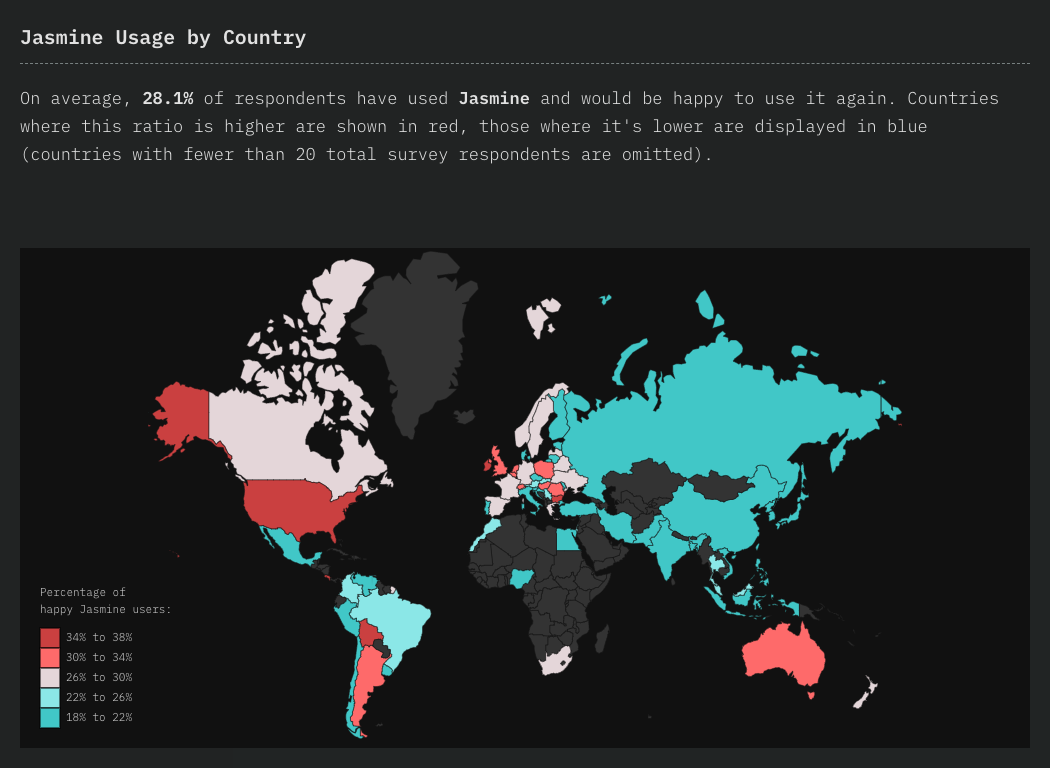 Jasmine Usage by Country
On average, 28.1% of respondents have used Jasmine and would be happy to use it again. Countries
where this ratio is higher are shown in red, those where it's lower are displayed in blue
(countries with fewer than 20 total survey respondents are omitted).
Percentage of
happy Jasmine users:
34% to 38%
30% to 34%
26% to 30%
22% to 26%
18% to 22%